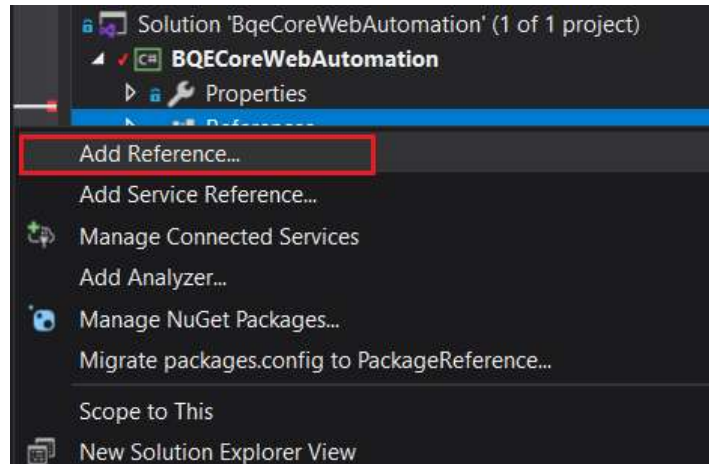 Solution 'BqeCoreWebAutomation' (1 of 1 project)
C# BQECoreWebAutomation
Properties
References
Add Reference...
Add Service Reference...
Manage Connected Services
Add Analyzer...
Manage NuGet Packages...
Migrate packages.config to PackageReference...
Scope to This
New Solution Explorer View